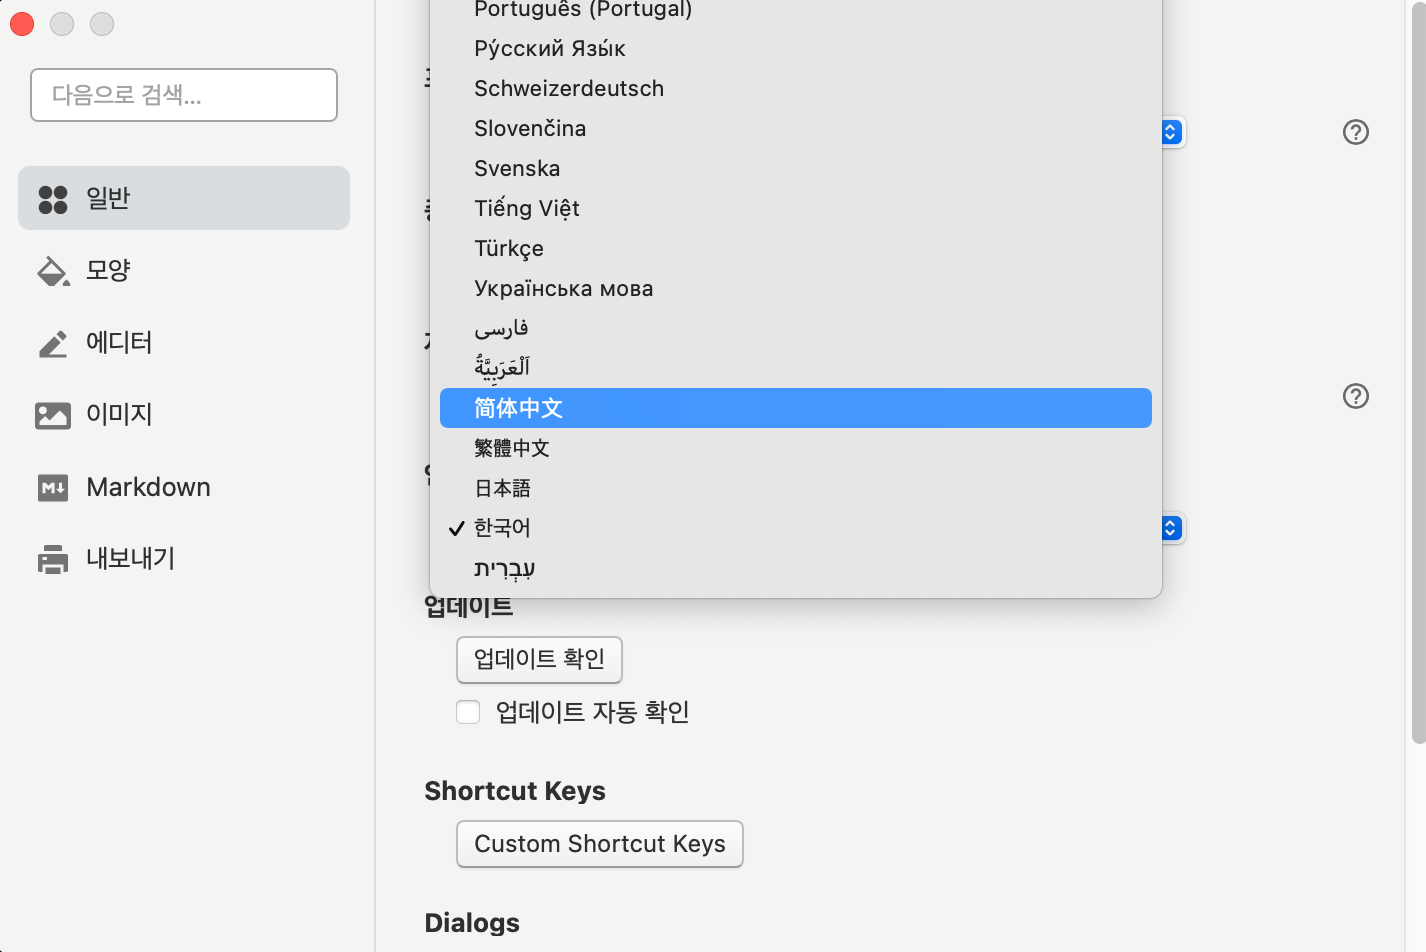 다음으로 검색...
일반
모양
에디터
이미지
Markdown
내보내기
Português (Portugal)
Ру́сский Язы́к
Schweizerdeutsch
Slovenčina
Svenska
Tiếng Việt
Türkçe
Українська мова
فارسی
اَلْعَرَبِيَّةُ
简体中文
繁體中文
日本語
한국어
עִבְרִית
업데이트
업데이트 확인
업데이트 자동 확인
Shortcut Keys
Custom Shortcut Keys
Dialogs